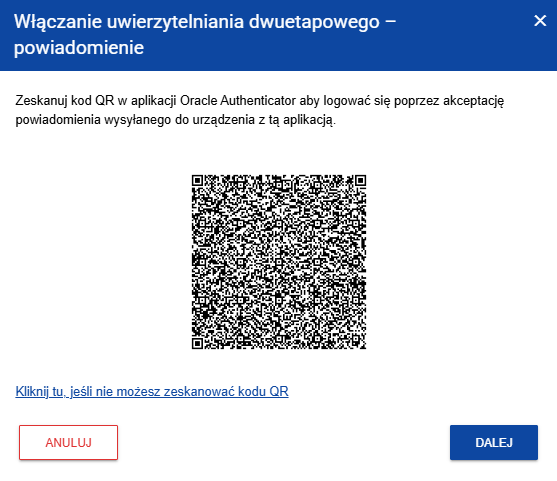 Włączanie uwierzytelniania dwuetapowego –
powiadomienie
Zeskanuj kod QR w aplikacji Oracle Authenticator aby logować się poprzez akceptację
powiadomienia wysyłanego do urządzenia z tą aplikacją.
Kliknij tu, jeśli nie możesz zeskanować kodu QR
ANULUJ
DALEJ